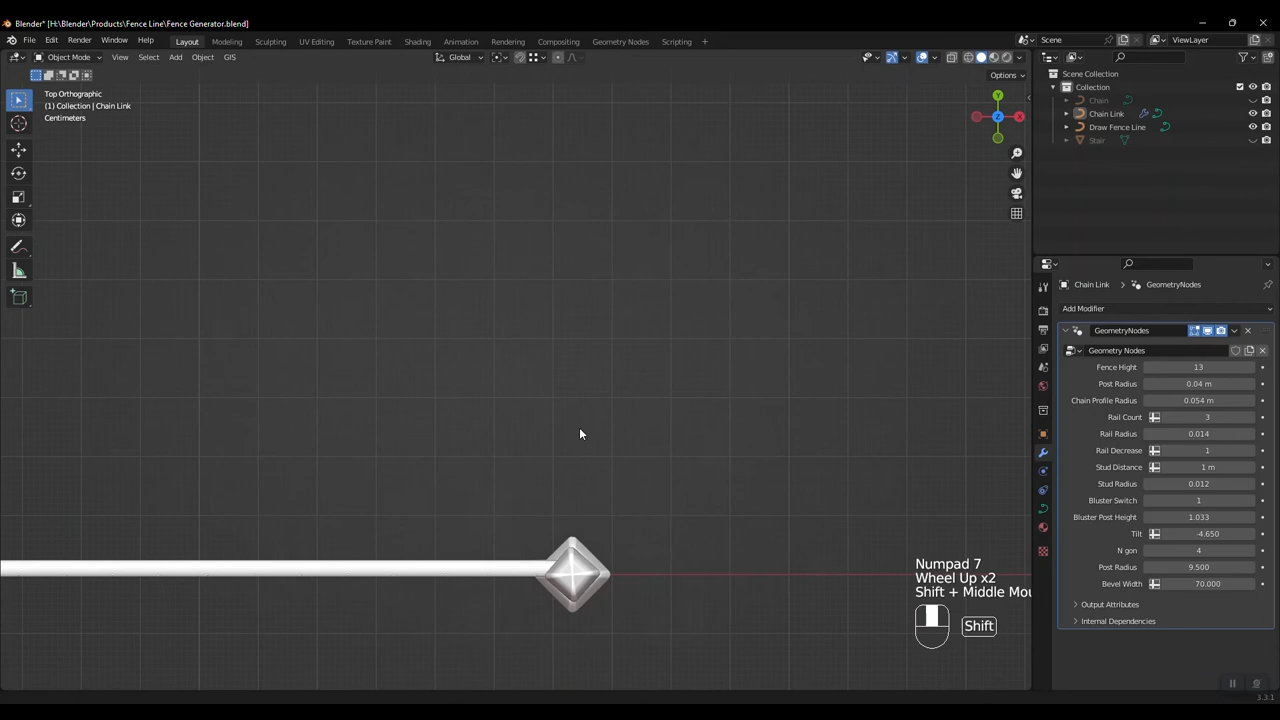 Blender* [H:\Blender\Products\Fence Line\Fence Generator.blend]
File Edit Render Window Help Layout Modeling Sculpting UV Editing Texture Paint Shading Animation Rendering Compositing Geometry Nodes Scripting + Scene ViewLayer
Object Mode View Select Add Object GIS Global
Options
Top Orthographic
(1) Collection | Chain Link
Centimeters
Y
Z
X
Scene Collection
Collection
Chain
Chain Link
Draw Fence Line
Stair
Chain Link > GeometryNodes
Add Modifier
GeometryNodes
Geometry Nodes
Fence Hight 13
Post Radius 0.04 m
Chain Profile Radius 0.054 m
Rail Count 3
Rail Radius 0.014
Rail Decrease 1
Stud Distance 1 m
Stud Radius 0.012
Bluster Switch 1
Bluster Post Height 1.033
Tilt -4.650
N gon 4
Post Radius 9.500
Bevel Width 70.000
Output Attributes
Internal Dependencies
Numpad 7
Wheel Up x2
Shift + Middle Mou
Shift
3.3.1